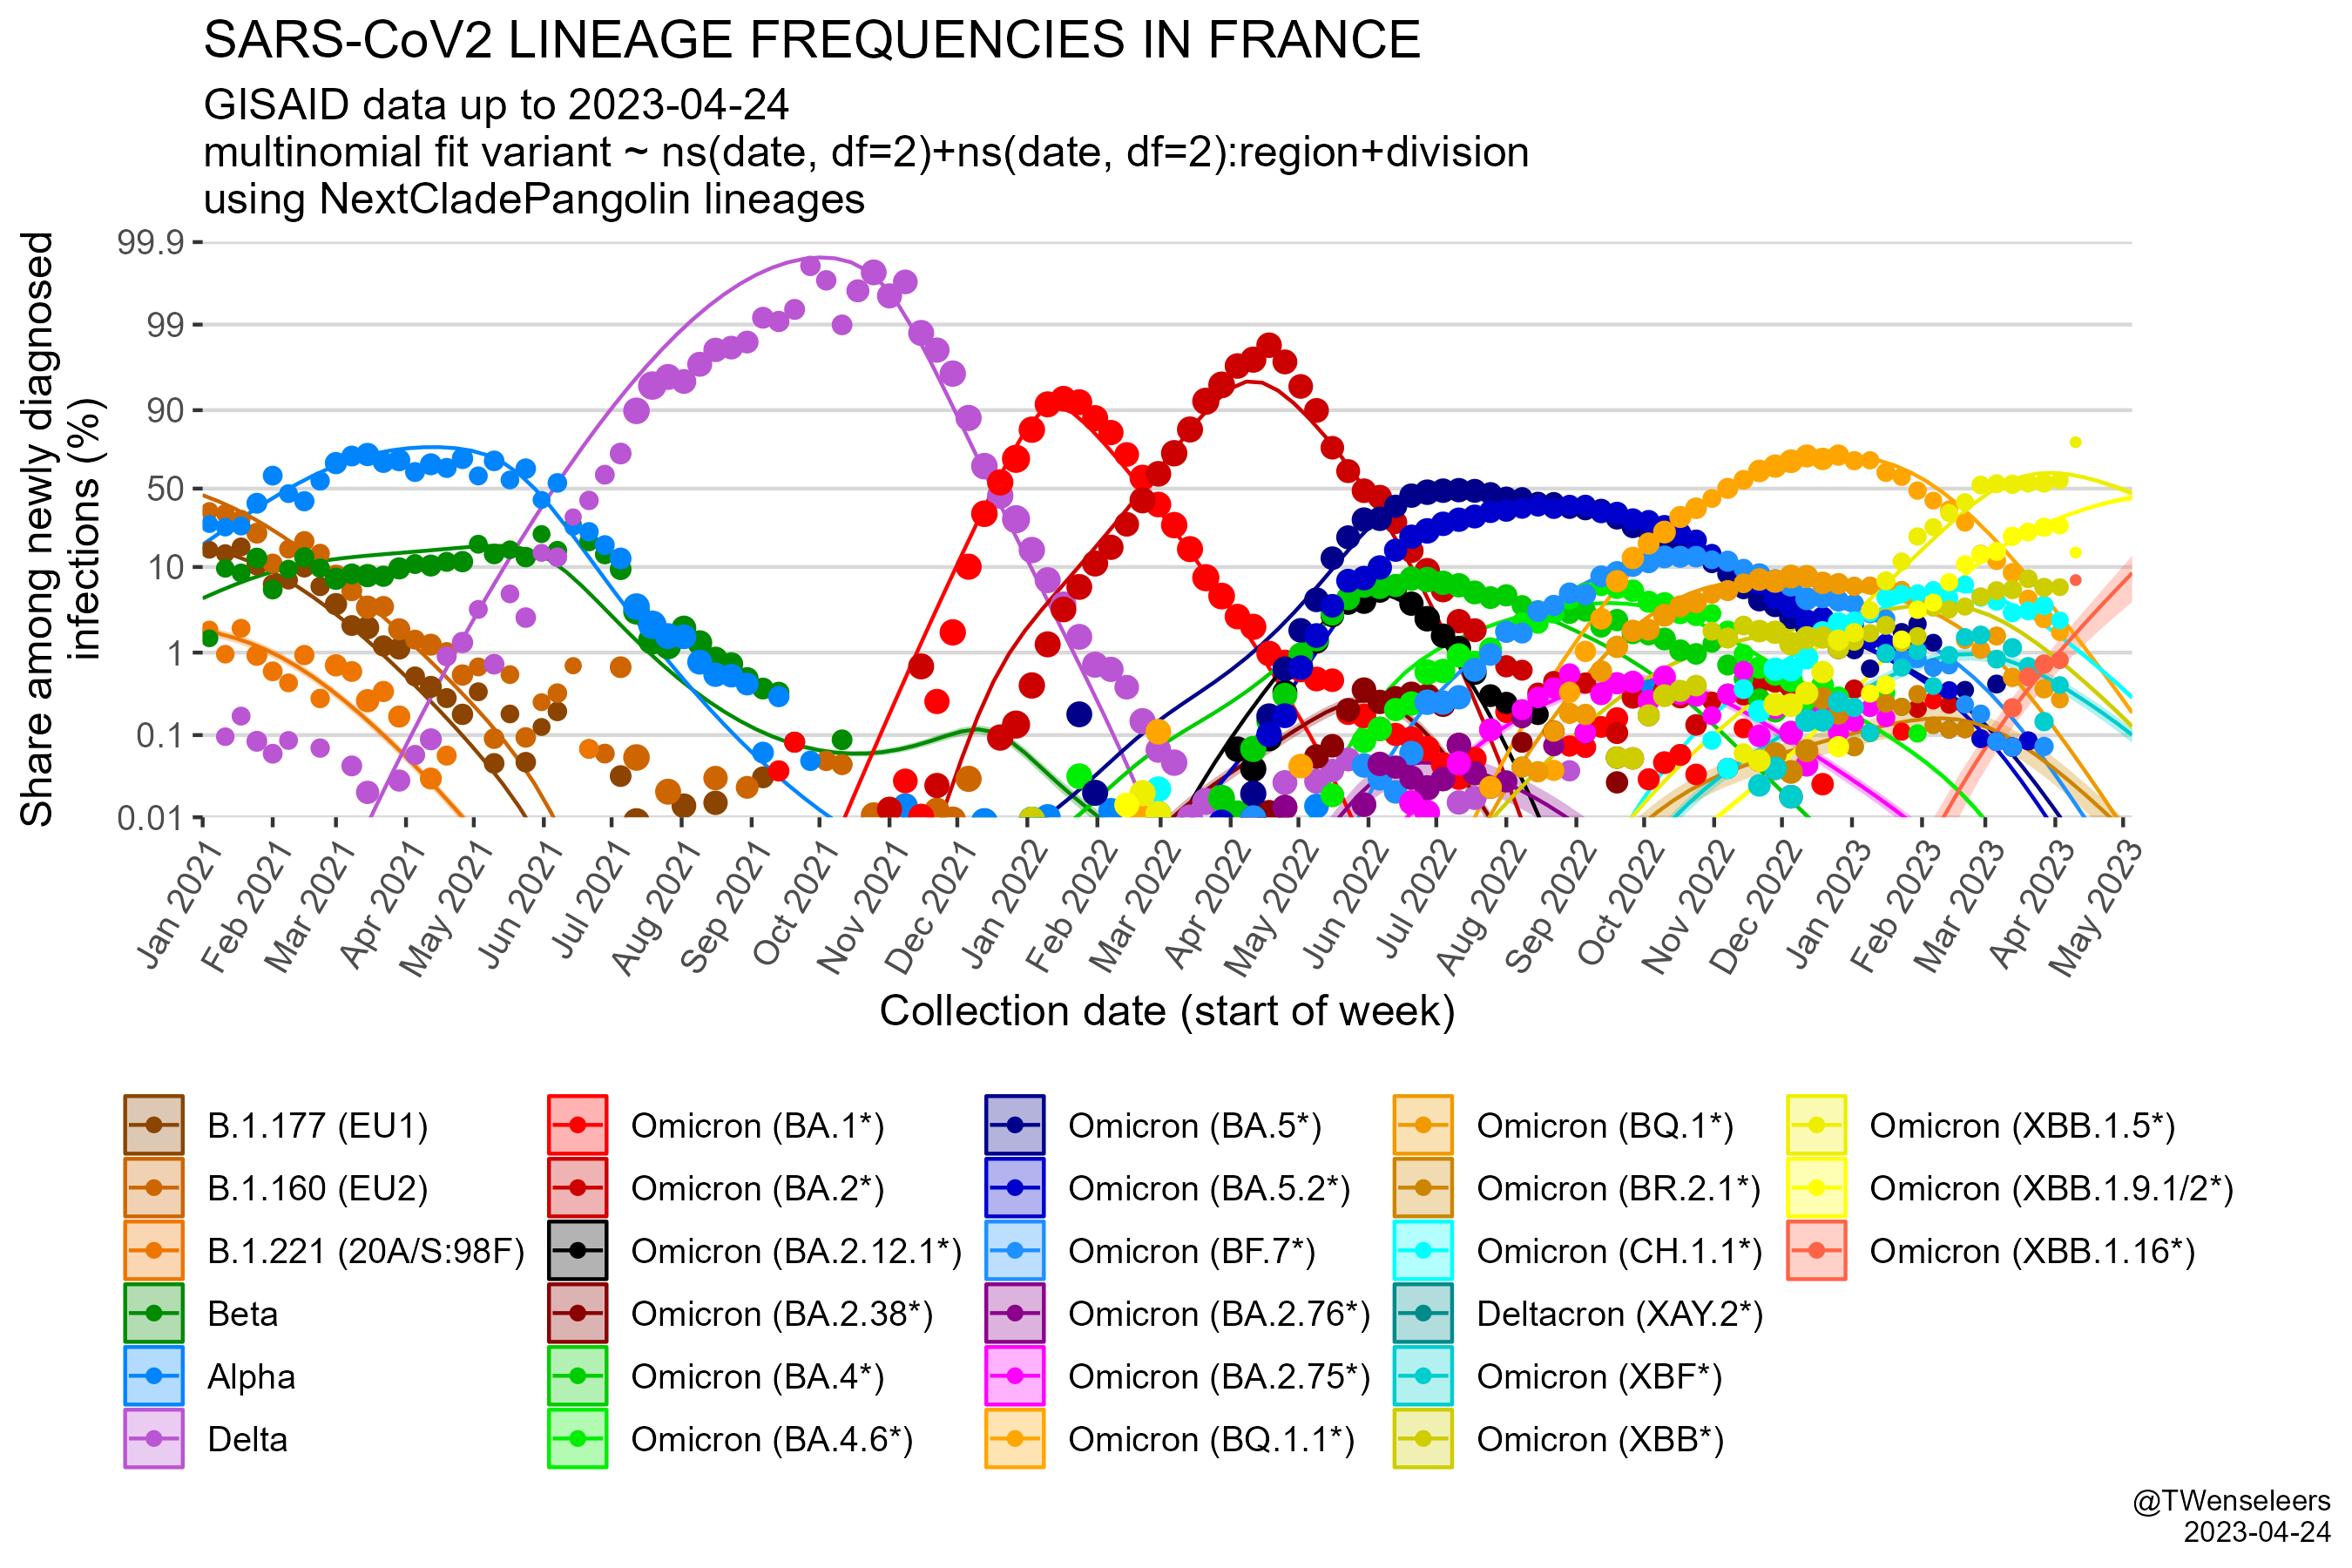 SARS-CoV2 LINEAGE FREQUENCIES IN FRANCE
GISAID data up to 2023-04-24
multinomial fit variant ~ ns(date, df=2)+ns(date, df=2):region+division
using NextCladePangolin lineages
Share among newly diagnosed
infections (%)
99.9
99
90
50
10
1
0.1
0.01
Jan 2021
Feb 2021
Mar 2021
Apr 2021
May 2021
Jun 2021
Jul 2021
Aug 2021
Sep 2021
Oct 2021
Nov 2021
Dec 2021
Jan 2022
Feb 2022
Mar 2022
Apr 2022
May 2022
Jun 2022
Jul 2022
Aug 2022
Sep 2022
Oct 2022
Nov 2022
Dec 2022
Jan 2023
Feb 2023
Mar 2023
Apr 2023
May 2023
Collection date (start of week)
B.1.177 (EU1)
B.1.160 (EU2)
B.1.221 (20A/S:98F)
Beta
Alpha
Delta
Omicron (BA.1*)
Omicron (BA.2*)
Omicron (BA.2.12.1*)
Omicron (BA.2.38*)
Omicron (BA.4*)
Omicron (BA.4.6*)
Omicron (BA.5*)
Omicron (BA.5.2*)
Omicron (BF.7*)
Omicron (BA.2.76*)
Omicron (BA.2.75*)
Omicron (BQ.1.1*)
Omicron (BQ.1*)
Omicron (BR.2.1*)
Omicron (CH.1.1*)
Deltacron (XAY.2*)
Omicron (XBF*)
Omicron (XBB*)
Omicron (XBB.1.5*)
Omicron (XBB.1.9.1/2*)
Omicron (XBB.1.16*)
@TWenseleers
2023-04-24